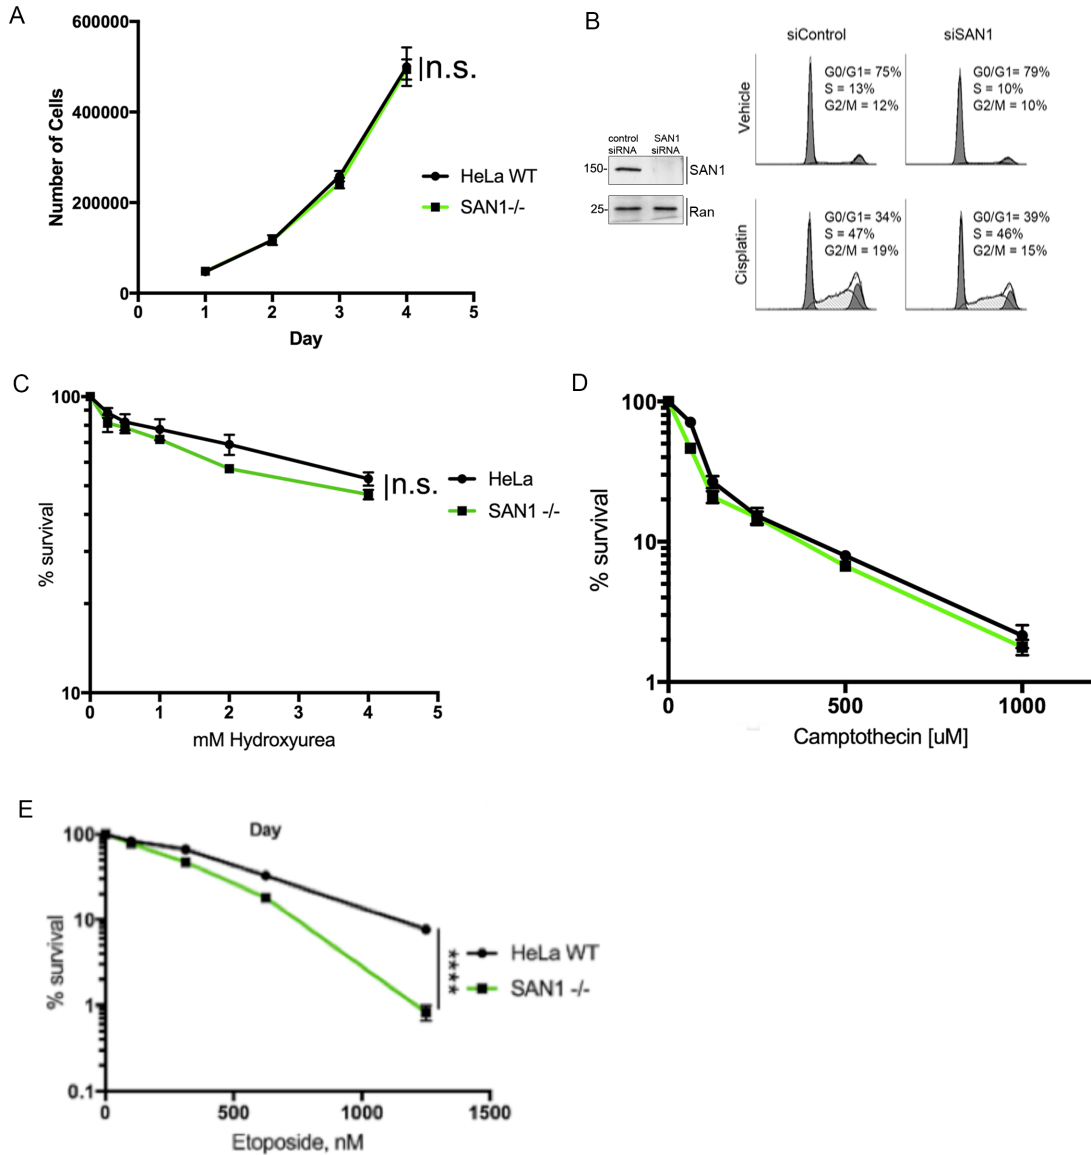 A
600000
400000
200000
0
0 1 2 3 4 5
Number of Cells
Day
n.s.
HeLa WT
SAN1-/-
B
siControl siSAN1
Vehicle
G0/G1= 75%
S = 13%
G2/M = 12%
G0/G1= 79%
S = 10%
G2/M = 10%
control SAN1
siRNA siRNA
150- SAN1
25- Ran
Cisplatin
G0/G1= 34%
S = 47%
G2/M = 19%
G0/G1= 39%
S = 46%
G2/M = 15%
C
100
10
0 1 2 3 4 5
% survival
mM Hydroxyurea
n.s.
HeLa
SAN1 -/-
D
100
10
1
0 500 1000
% survival
Camptothecin [uM]
E
Day
100
10
1
0.1
0 500 1000 1500
% survival
Etoposide, nM
****
HeLa WT
SAN1 -/-